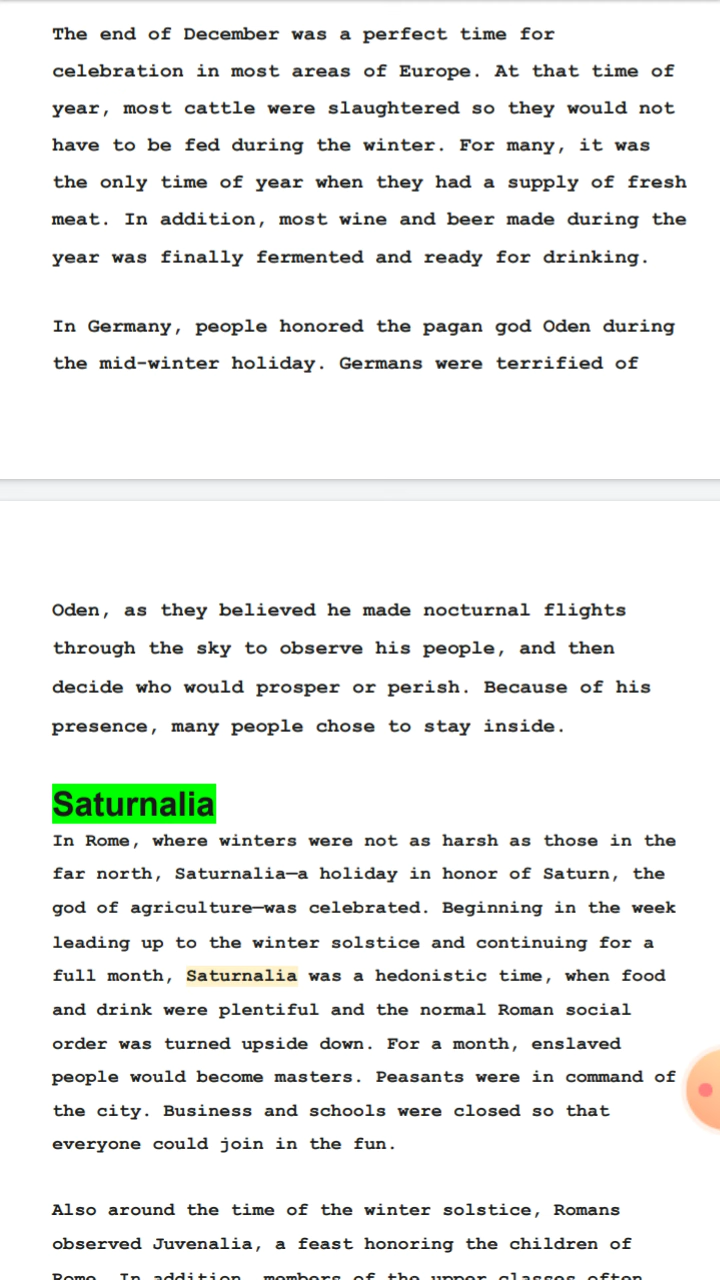 The end of December was a perfect time for
celebration in most areas of Europe. At that time of
year, most cattle were slaughtered so they would not
have to be fed during the winter. For many, it was
the only time of year when they had a supply of fresh
meat. In addition, most wine and beer made during the
year was finally fermented and ready for drinking.
In Germany, people honored the pagan god Oden during
the mid-winter holiday. Germans were terrified of
Oden, as they believed he made nocturnal flights
through the sky to observe his people, and then
decide who would prosper or perish. Because of his
presence, many people chose to stay inside.
Saturnalia
In Rome, where winters were not as harsh as those in the
far north, Saturnalia—a holiday in honor of Saturn, the
god of agriculture—was celebrated. Beginning in the week
leading up to the winter solstice and continuing for a
full month, Saturnalia was a hedonistic time, when food
and drink were plentiful and the normal Roman social
order was turned upside down. For a month, enslaved
people would become masters. Peasants were in command of
the city. Business and schools were closed so that
everyone could join in the fun.
Also around the time of the winter solstice, Romans
observed Juvenalia, a feast honoring the children of
Rome. In addition, members of the upper classes often